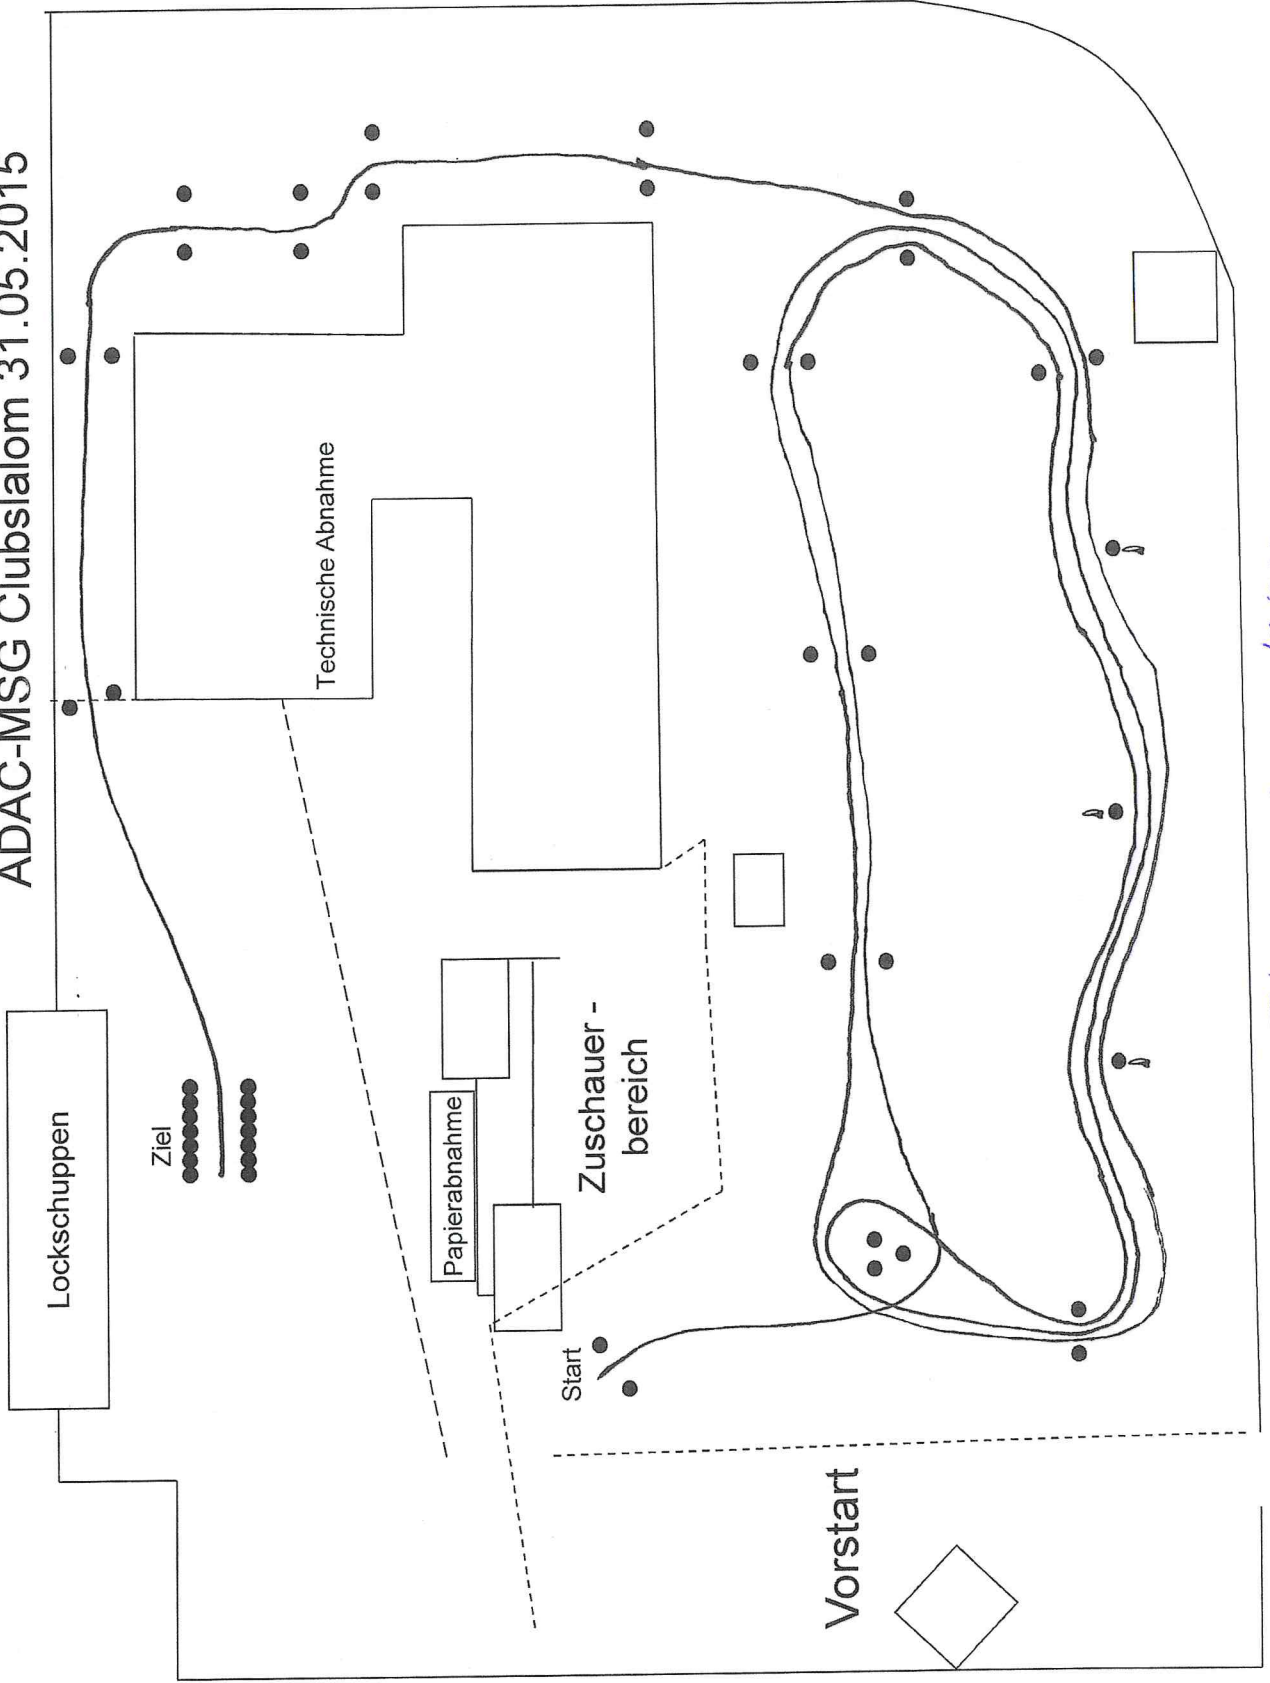 ADAC-MSG Clubslalom 31.05.2015
Lockschuppen
Ziel
Technische Abnahme
Papierabnahme
Zuschauer -
bereich
Start
Vorstart